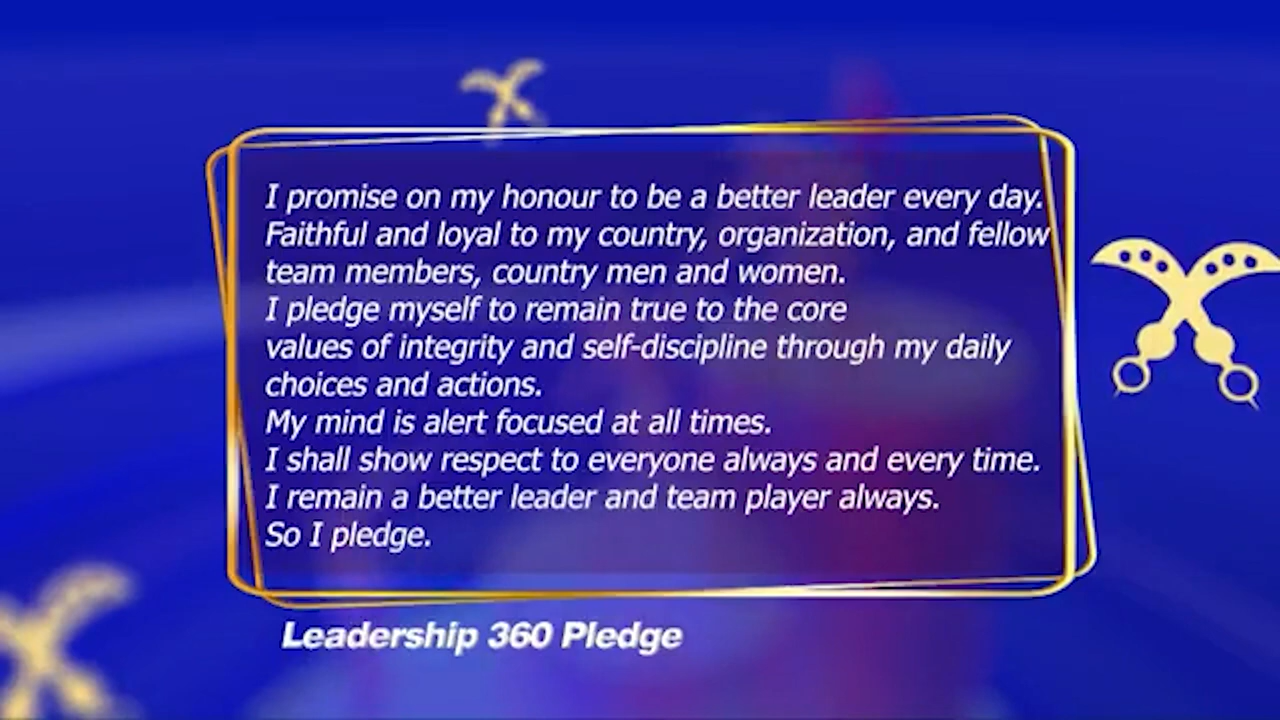 I promise on my honour to be a better leader every day.
Faithful and loyal to my country, organization, and fellow
team members, country men and women.
I pledge myself to remain true to the core
values of integrity and self-discipline through my daily
choices and actions.
My mind is alert focused at all times.
I shall show respect to everyone always and every time.
I remain a better leader and team player always.
So I pledge.
Leadership 360 Pledge